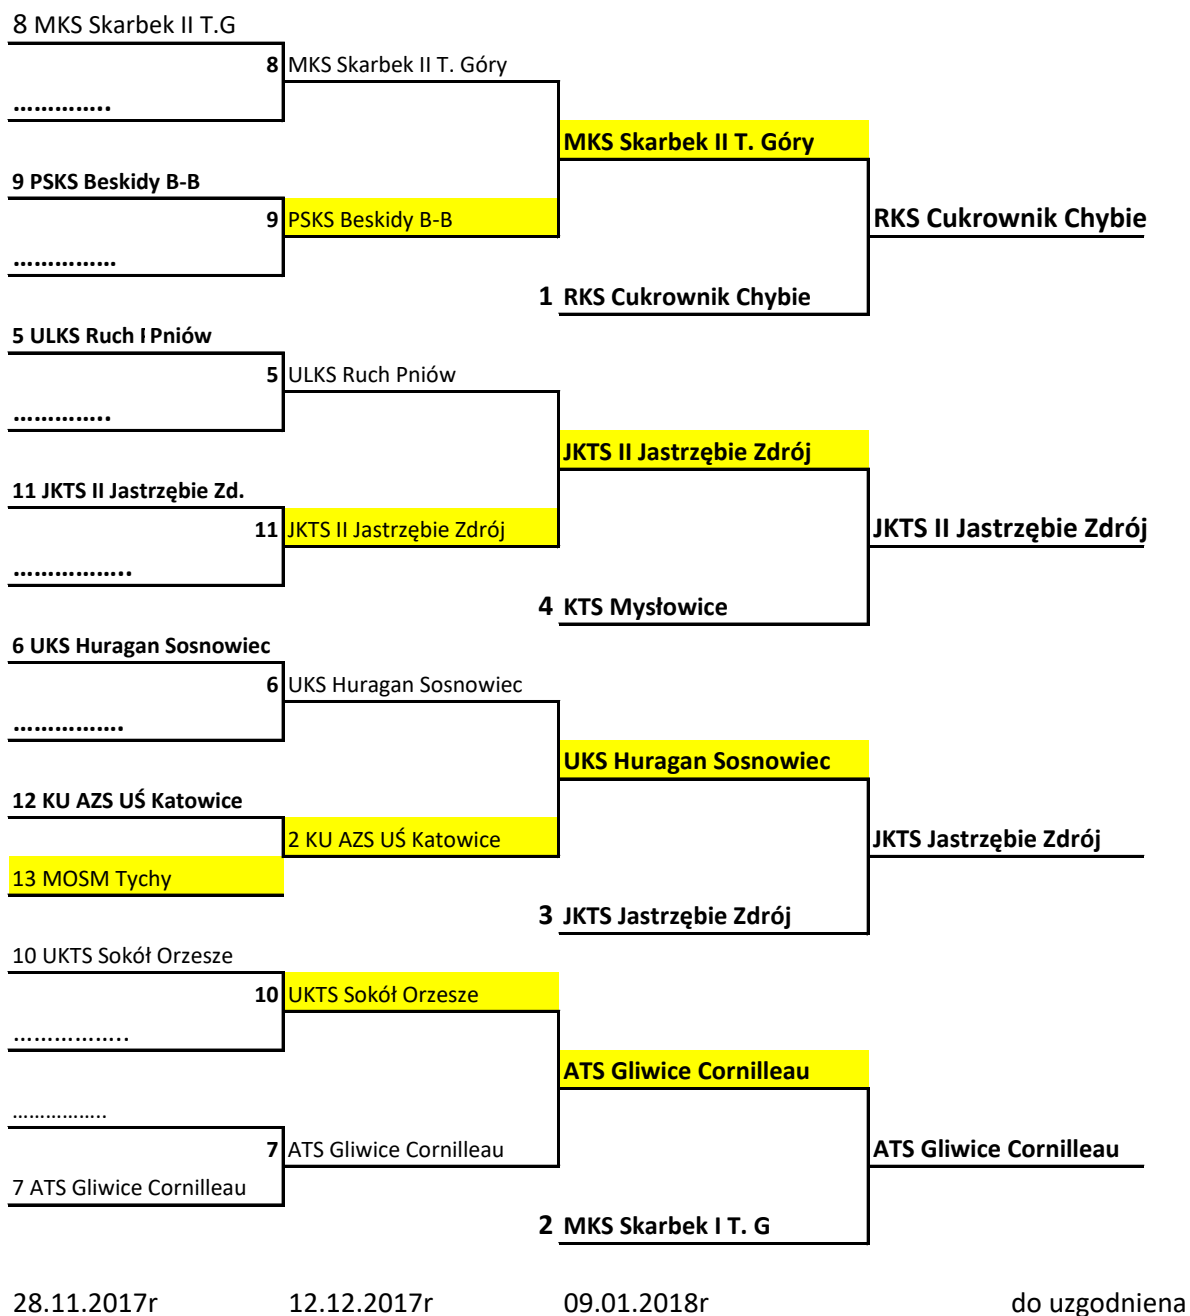 8 MKS Skarbek II T.G
8 MKS Skarbek II T. Góry
…………..
MKS Skarbek II T. Góry
9 PSKS Beskidy B-B
9 PSKS Beskidy B-B
RKS Cukrownik Chybie
……………
1 RKS Cukrownik Chybie
5 ULKS Ruch Pniów
5 ULKS Ruch Pniów
…………..
JKTS II Jastrzębie Zdrój
11 JKTS II Jastrzębie Zd.
11 JKTS II Jastrzębie Zdrój
JKTS II Jastrzębie Zdrój
……………..
4 KTS Mysłowice
6 UKS Huragan Sosnowiec
6 UKS Huragan Sosnowiec
…………….
UKS Huragan Sosnowiec
12 KU AZS UŚ Katowice
2 KU AZS UŚ Katowice
JKTS Jastrzębie Zdrój
13 MOSM Tychy
3 JKTS Jastrzębie Zdrój
10 UKTS Sokół Orzesze
10 UKTS Sokół Orzesze
……………..
ATS Gliwice Cornilleau
……………..
7 ATS Gliwice Cornilleau
ATS Gliwice Cornilleau
7 ATS Gliwice Cornilleau
2 MKS Skarbek I T. G
28.11.2017r 12.12.2017r 09.01.2018r do uzgodniena